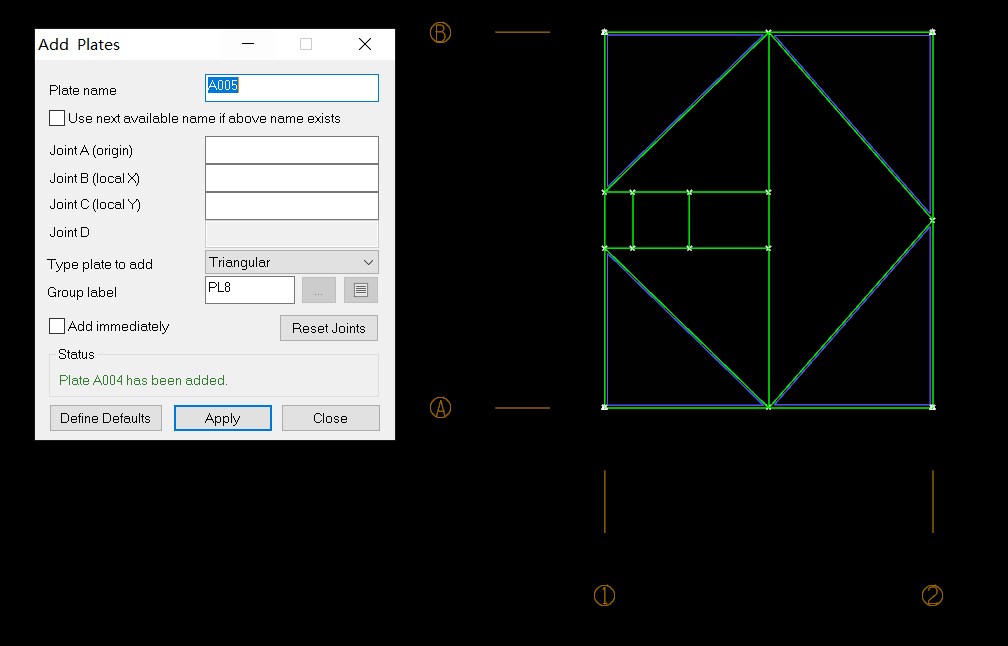 Add Plates
Plate name
A005
Use next available name if above name exists
Joint A (origin)
Joint B (local X)
Joint C (local Y)
Joint D
Type plate to add
Triangular
Group label
PL8
...
Add immediately
Reset Joints
Status
Plate A004 has been added.
Define Defaults
Apply
Close
B
A
1
2